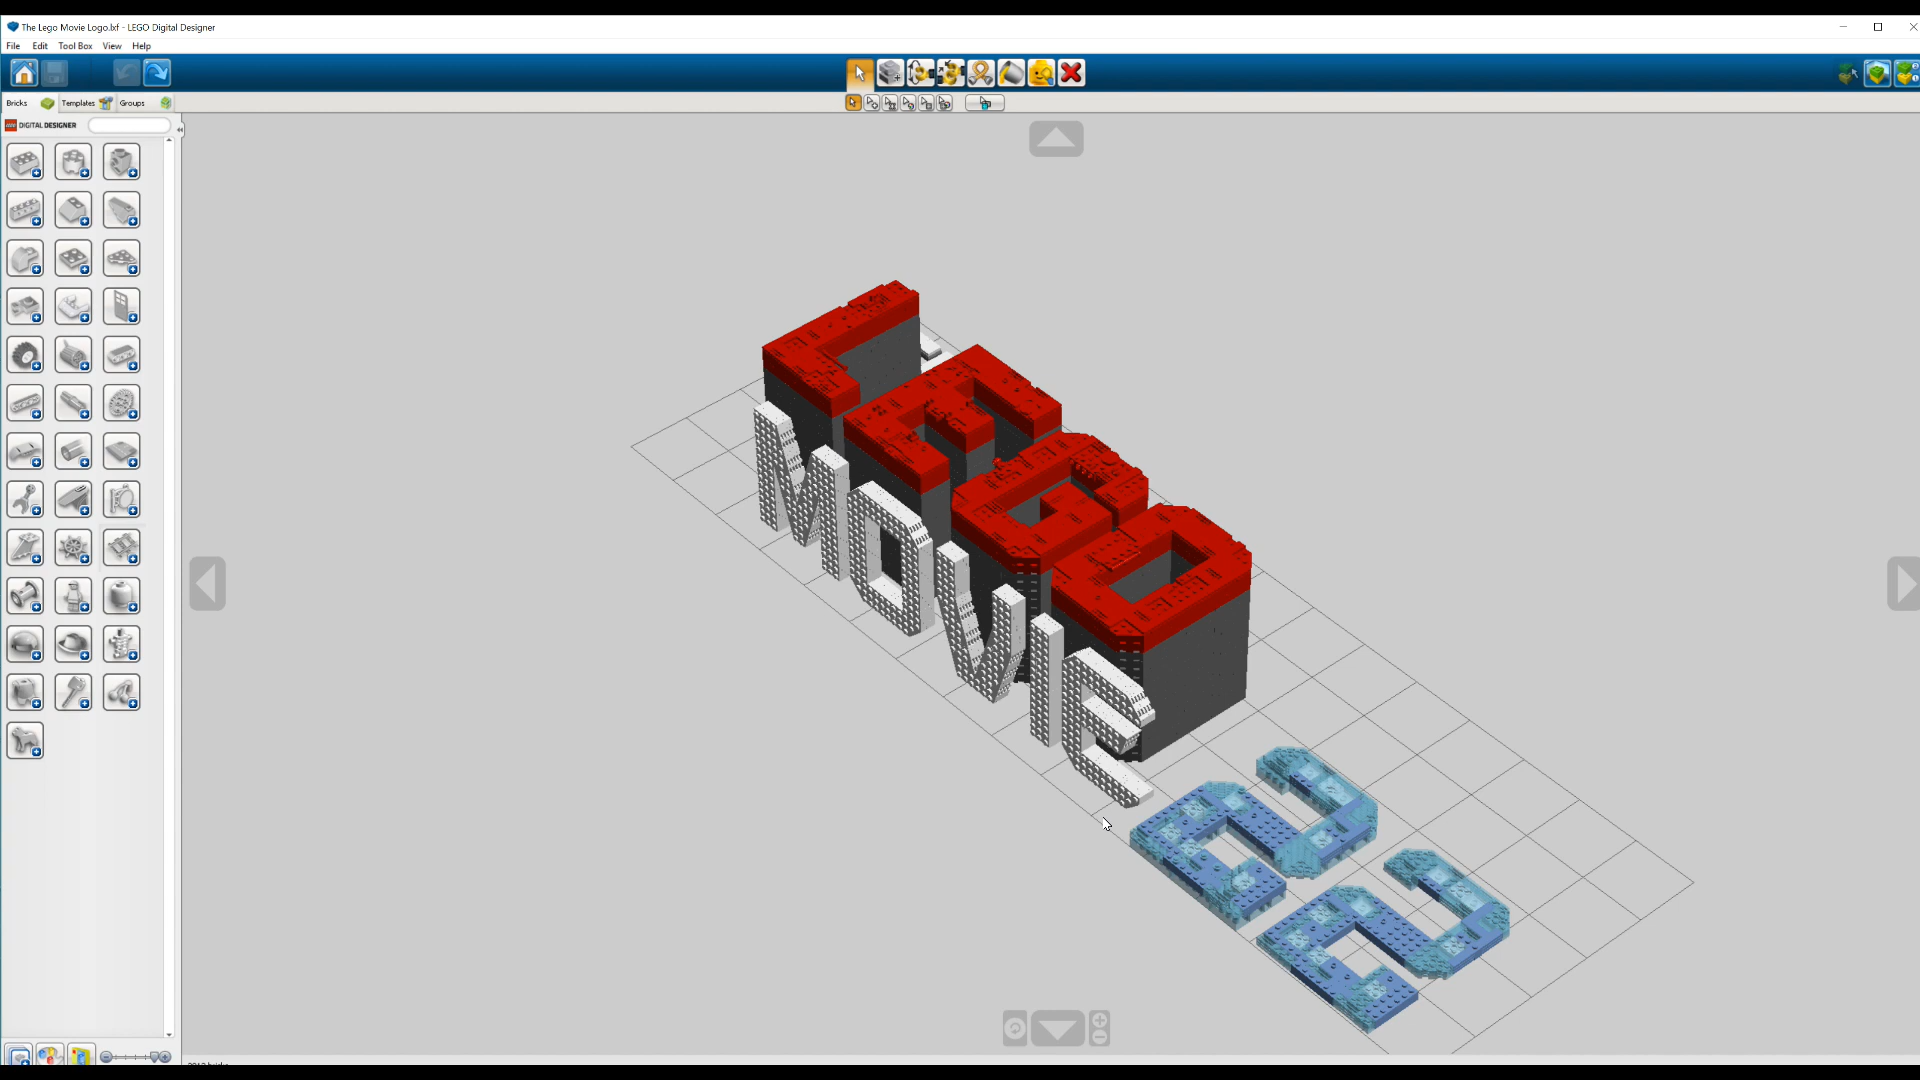 The Lego Movie Logo.lxf - LEGO Digital Designer
File Edit Tool Box View Help
Bricks Templates Groups
DIGITAL DESIGNER
LEGO
MOVIE
22